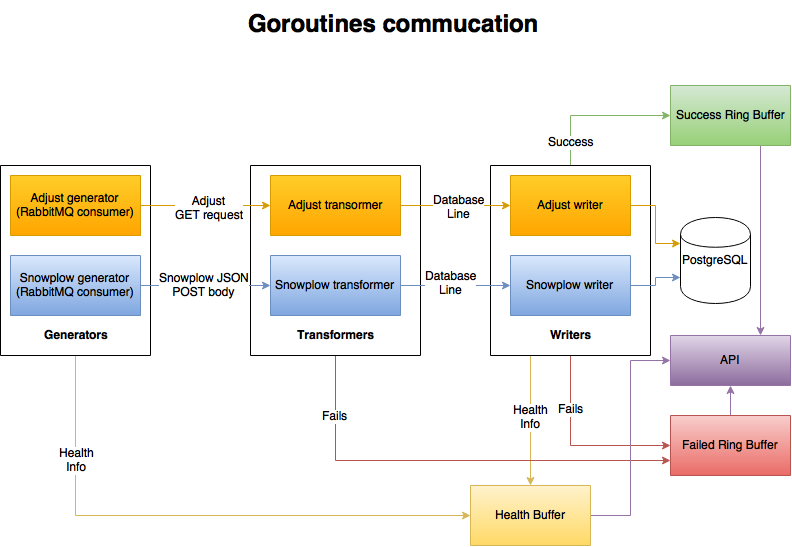 Goroutines commucation
Success Ring Buffer
Success
Adjust generator
(RabbitMQ consumer)
Adjust
GET request
Adjust transormer
Database
Line
Adjust writer
PostgreSQL
Snowplow generator
(RabbitMQ consumer)
Snowplow JSON
POST body
Snowplow transformer
Database
Line
Snowplow writer
Generators
Transformers
Writers
API
Fails
Health
Info
Fails
Failed Ring Buffer
Health
Info
Health Buffer